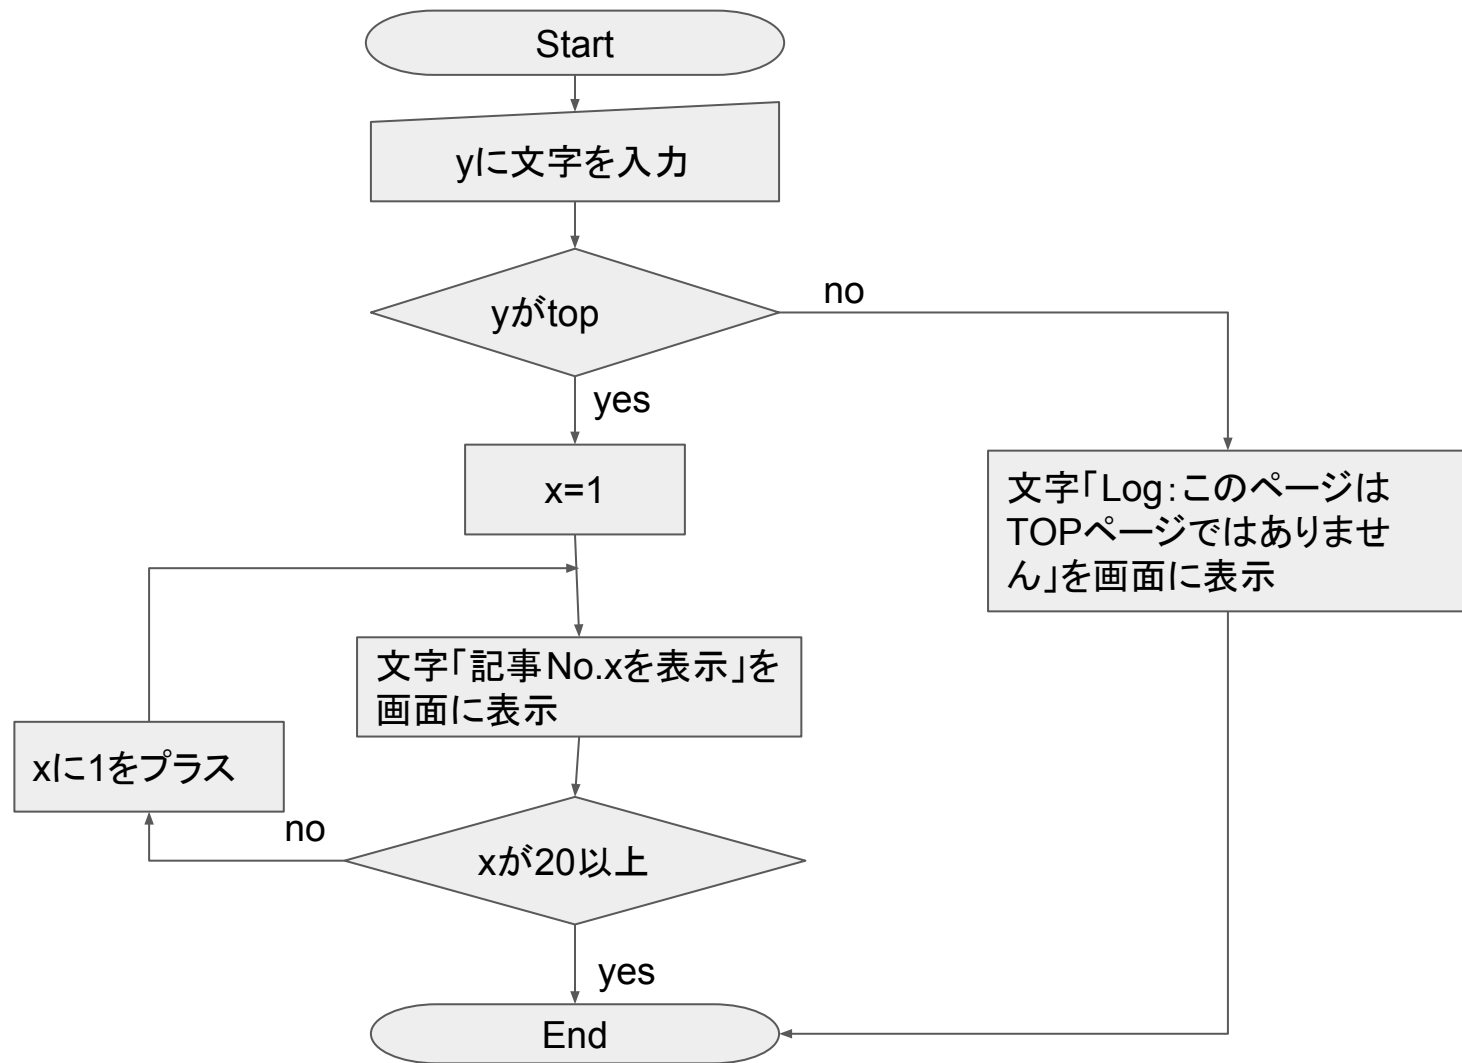 Start
yに文字を入力
yがtop
no
yes
x=1
文字「Log:このページは
TOPページではありませ
ん」を画面に表示
文字「記事No.xを表示」を
画面に表示
xに1をプラス
no
xが20以上
yes
End